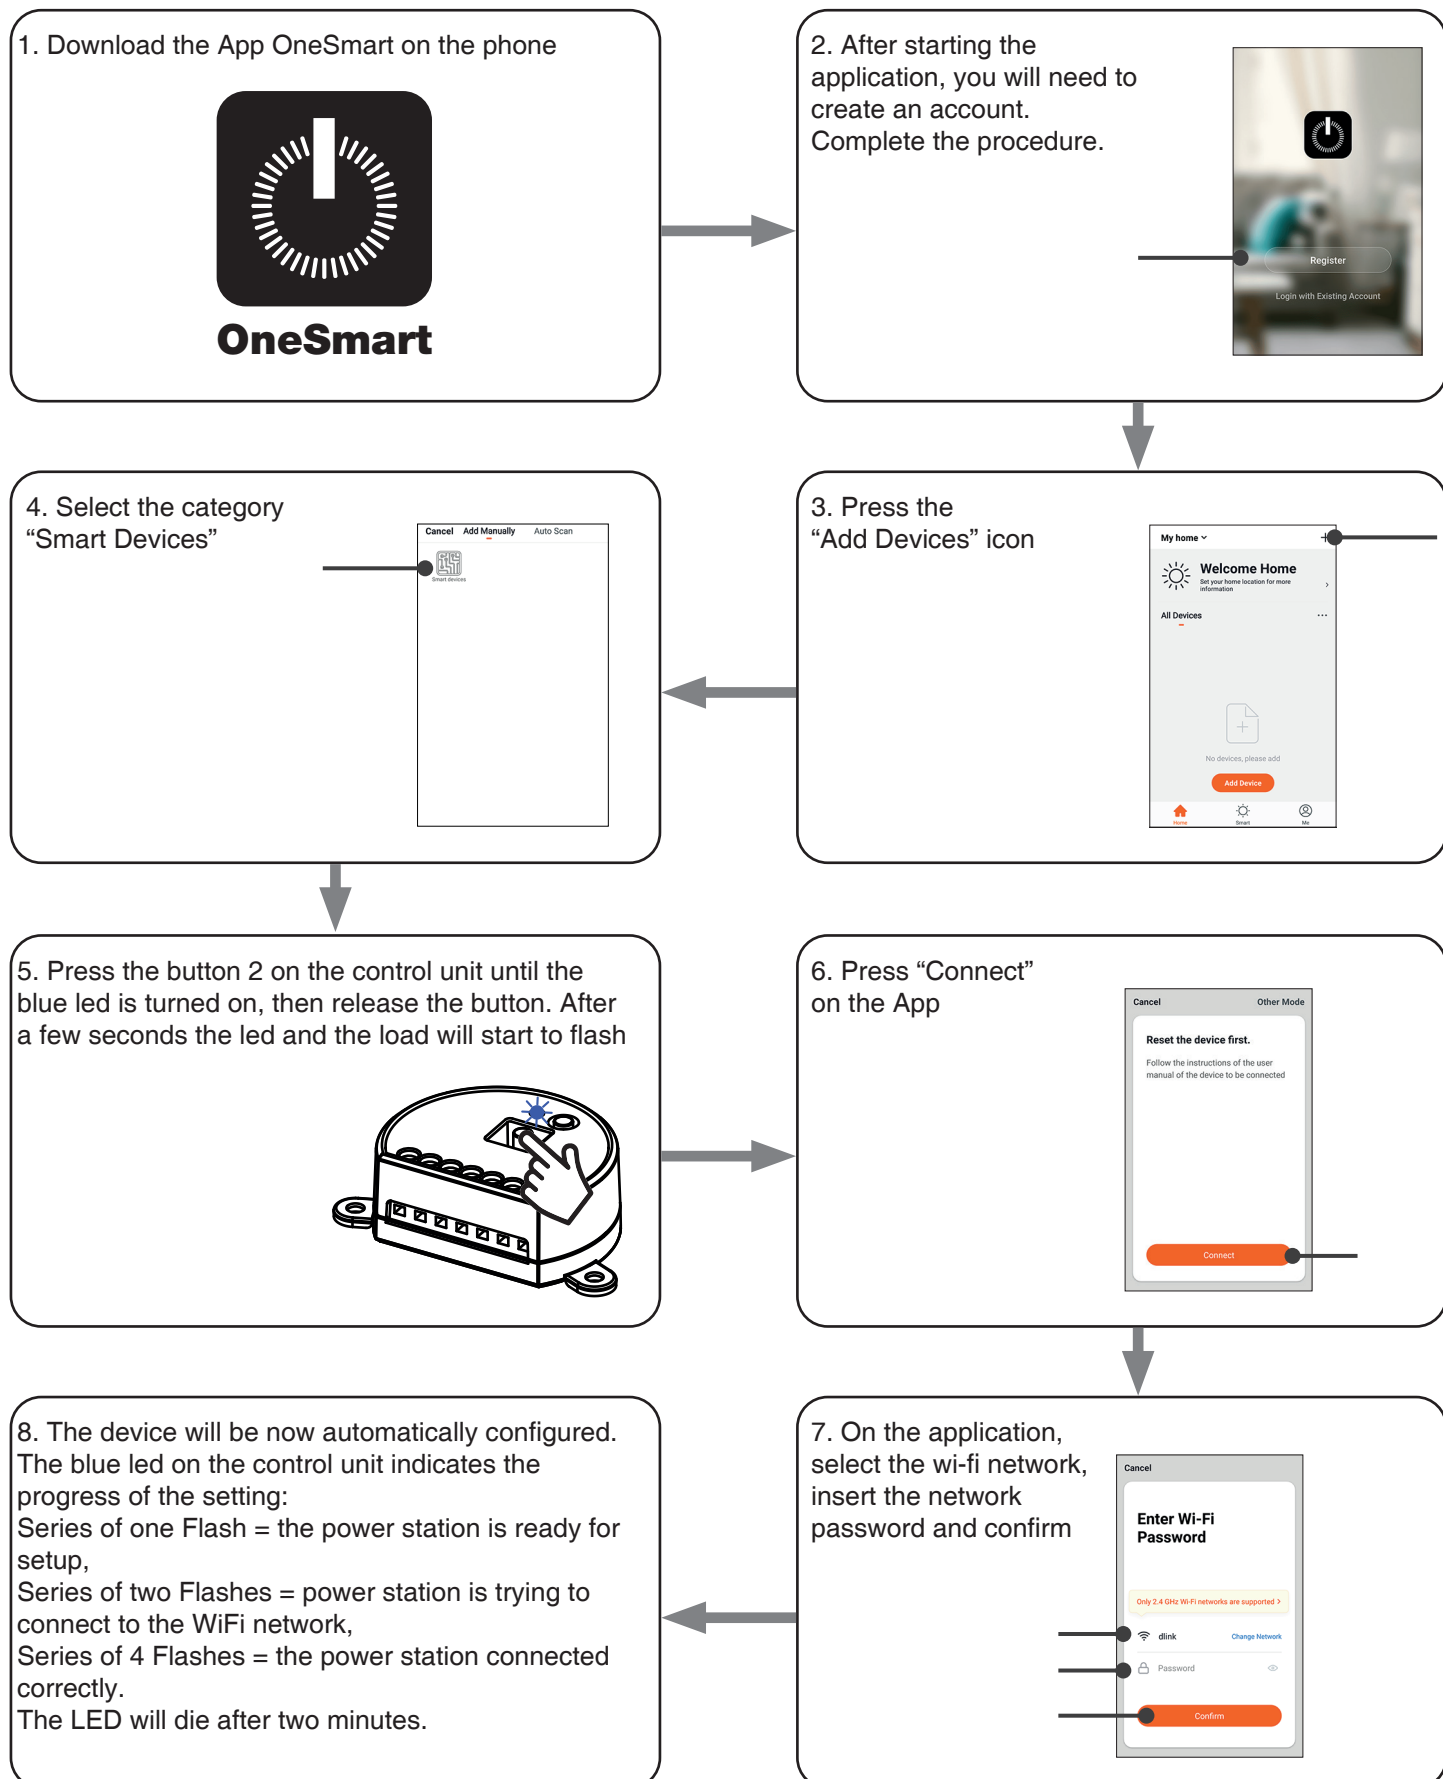 1. Download the App OneSmart on the phone
OneSmart
2. After starting the
application, you will need to
create an account.
Complete the procedure.
Register
Login with Existing Account
3. Press the
“Add Devices” icon
My home
+
Welcome Home
Set your home location for more
information
All Devices
No devices, please add
Add Device
Home
Smart
Me
4. Select the category
“Smart Devices”
Cancel Add Manually Auto Scan
Smart devices
5. Press the button 2 on the control unit until the
blue led is turned on, then release the button. After
a few seconds the led and the load will start to flash
6. Press “Connect”
on the App
Cancel Other Mode
Reset the device first.
Follow the instructions of the user
manual of the device to be connected
Connect
7. On the application,
select the wi-fi network,
insert the network
password and confirm
Cancel
Enter Wi-Fi
Password
Only 2.4 GHz Wi-Fi networks are supported >
dlink Change Network
Password
Confirm
8. The device will be now automatically configured.
The blue led on the control unit indicates the
progress of the setting:
Series of one Flash = the power station is ready for
setup,
Series of two Flashes = power station is trying to
connect to the WiFi network,
Series of 4 Flashes = the power station connected
correctly.
The LED will die after two minutes.